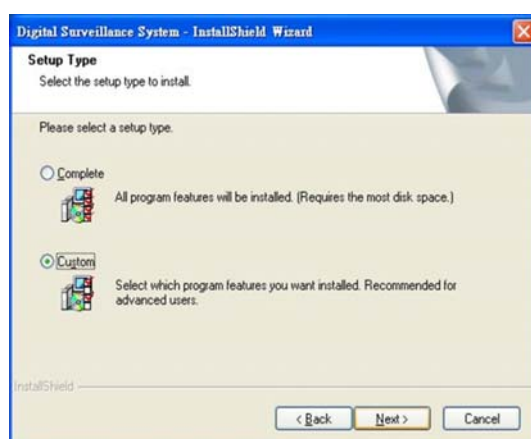 Digital Surveillance System - InstallShield Wizard
Setup Type
Select the setup type to install.
Please select a setup type.
Complete
All program features will be installed. (Requires the most disk space.)
Custom
Select which program features you want installed. Recommended for
advanced users.
InstallShield
< Back
Next >
Cancel